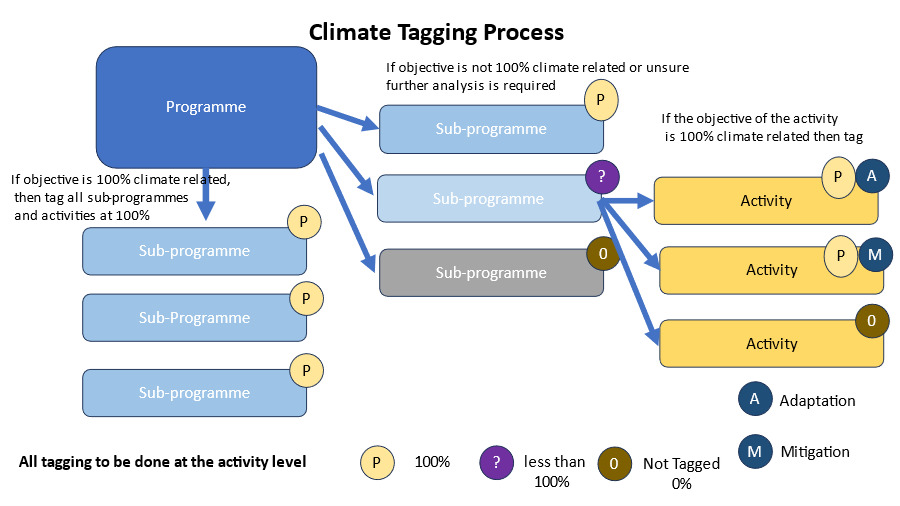 Climate Tagging Process
Programme
If objective is not 100% climate related or unsure
further analysis is required
P
Sub-programme
If the objective of the activity
is 100% climate related then tag
If objective is 100% climate related,
then tag all sub-programmes
and activities at 100%
?
Sub-programme
P
A
Activity
P
Sub-programme
0
Sub-programme
P
M
Activity
P
Sub-Programme
0
Activity
P
Sub-programme
A
Adaptation
M
Mitigation
All tagging to be done at the activity level
P
100%
?
less than
100%
0
Not Tagged
0%